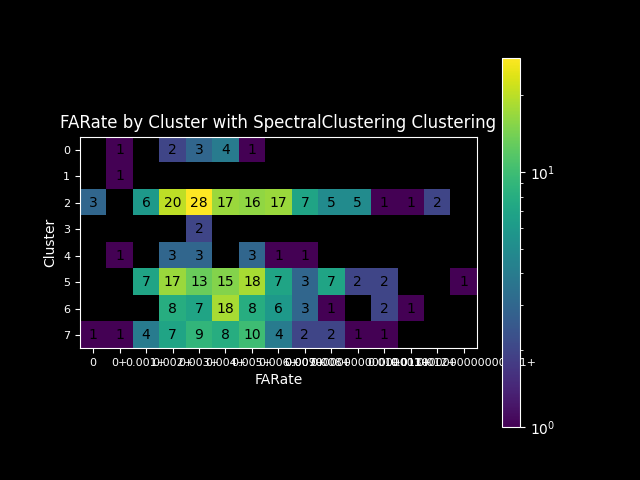 FARate by Cluster with SpectralClustering Clustering
0 1 2 3 4 1
1 1
2 3 6 20 28 17 16 17 7 5 5 1 1 2
3 2
4 1 3 3 3 1 1
5 7 17 13 15 18 7 3 7 2 2 1
6 8 7 18 8 6 3 1 2 1
7 1 1 4 7 9 8 10 4 2 2 1 1
Cluster
0
FARate
10^1
10^0